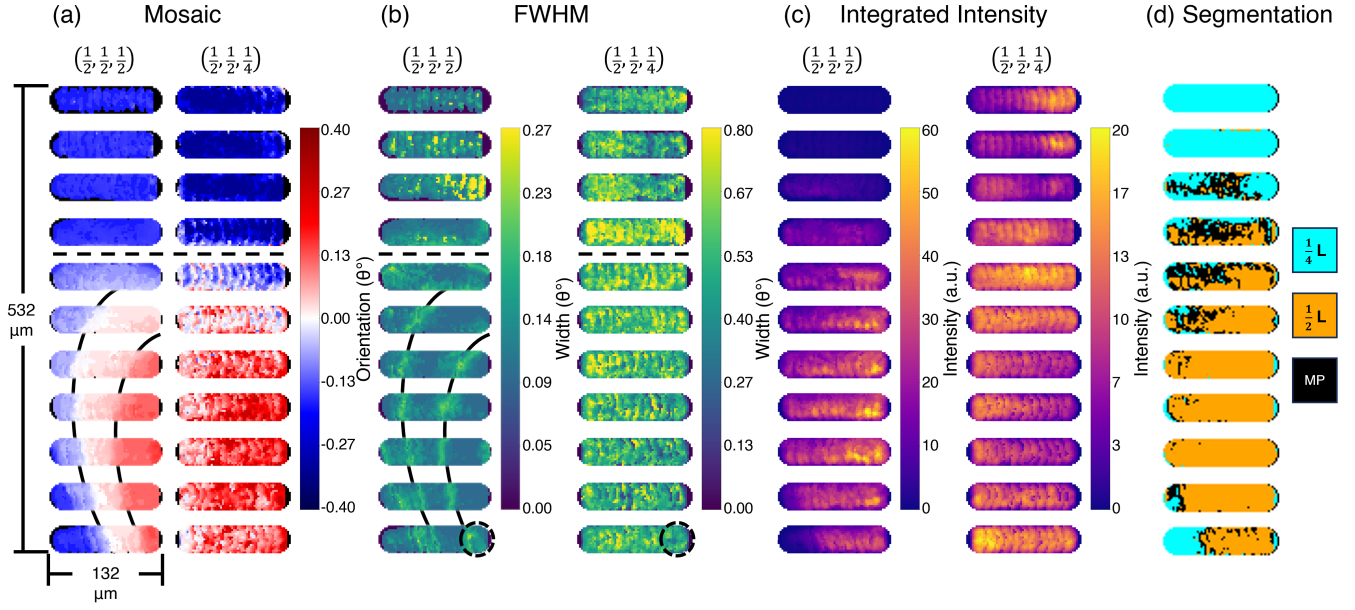 (a) Mosaic
(b) FWHM
(c) Integrated Intensity
(d) Segmentation
(1/2, 1/2, 1/2)
(1/2, 1/2, 1/4)
(1/2, 1/2, 1/2)
(1/2, 1/2, 1/4)
(1/2, 1/2, 1/2)
(1/2, 1/2, 1/4)
532
μm
132
μm
0.40
0.27
0.13
0.00
-0.13
-0.27
-0.40
Orientation (θ°)
0.27
0.23
0.18
0.14
0.09
0.05
0.00
Width (θ°)
0.80
0.67
0.53
0.40
0.27
0.13
0.00
Width (θ°)
60
50
40
30
20
10
0
Intensity (a.u.)
20
17
13
10
7
3
0
Intensity (a.u.)
1/4 L
1/2 L
MP